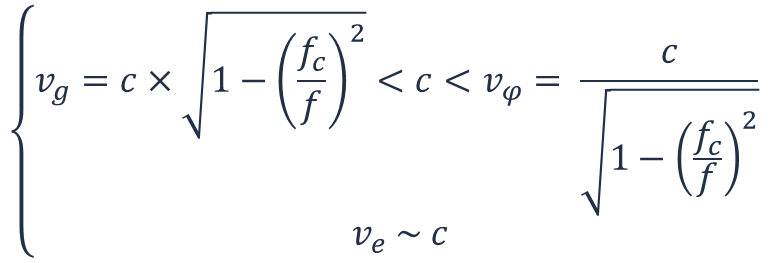 v_g = c × √(1 − (f_c/f)²) < c < v_φ = c/√(1 − (f_c/f)²)
v_e ~ c